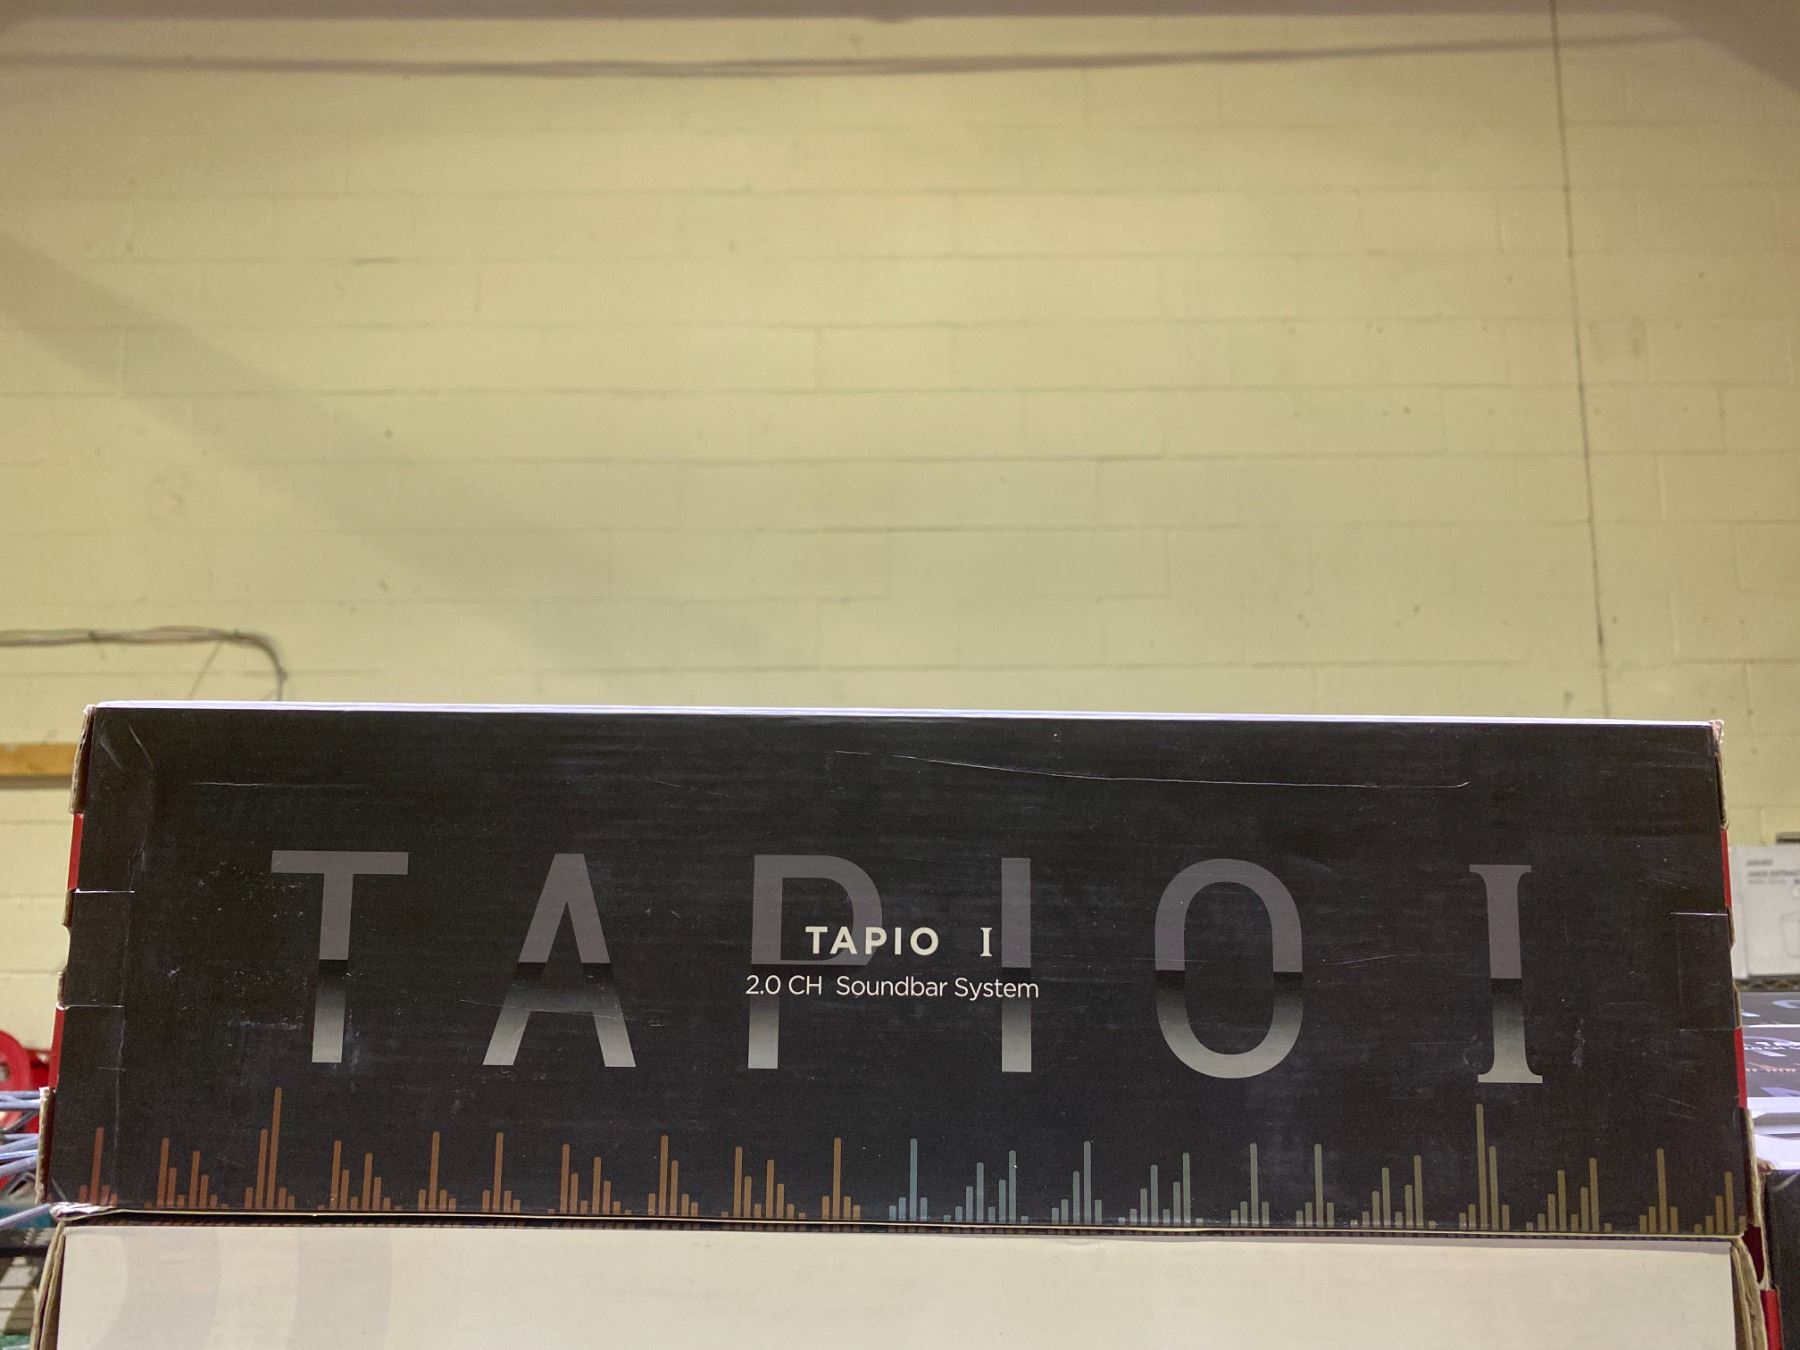 TAPIO I
TAPIO I
2.0 CH Soundbar System